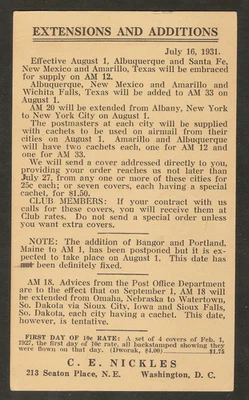 EXTENSIONS AND ADDITIONS
July 16, 1931.
Effective August 1, Albuquerque and Santa Fe,
New Mexico and Amarillo, Texas will be embraced
for supply on AM 12.
Albuquerque, New Mexico and Amarillo and
Wichita Falls, Texas will be added to AM 33 on
August 1.
AM 20 will be extended from Albany, New York
to New York City on August 1.
The postmasters at each city will be supplied
with cachets to be used on airmail from their
cities on August 1. Amarillo and Albuquerque
will have two cachets each, one for AM 12 and
one for AM 33.
We will send a cover addressed directly to you,
providing your order reaches us not later than
July 27, from any one or more of these cities for
25c each; or seven covers, each having a special
cachet, for $1.50.
CLUB MEMBERS: If your contract with us
calls for these covers, you will receive them at
Club rates. Do not send a special order unless
you want extra covers.
NOTE: The addition of Bangor and Portland,
Maine to AM 1, has been postponed but it is ex-
pected to take place on August 1. This date has
not been definitely fixed.
AM 18. Advices from the Post Office Department
are to the effect that on September 1, AM 18 will
be extended from Omaha, Nebraska to Watertown,
So. Dakota via Sioux City, Iowa and Sioux Falls,
So. Dakota, each city having a cachet. This date,
however, is tentative.
FIRST DAY OF 10c RATE: A set of 4 covers of Feb. 1,
1927, the first day of 10c rate, all backstamped showing they
were flown on that day. (Dworak, $4.00) $1.75
C. E. NICKLES
213 Seaton Place, N. E. Washington, D. C.